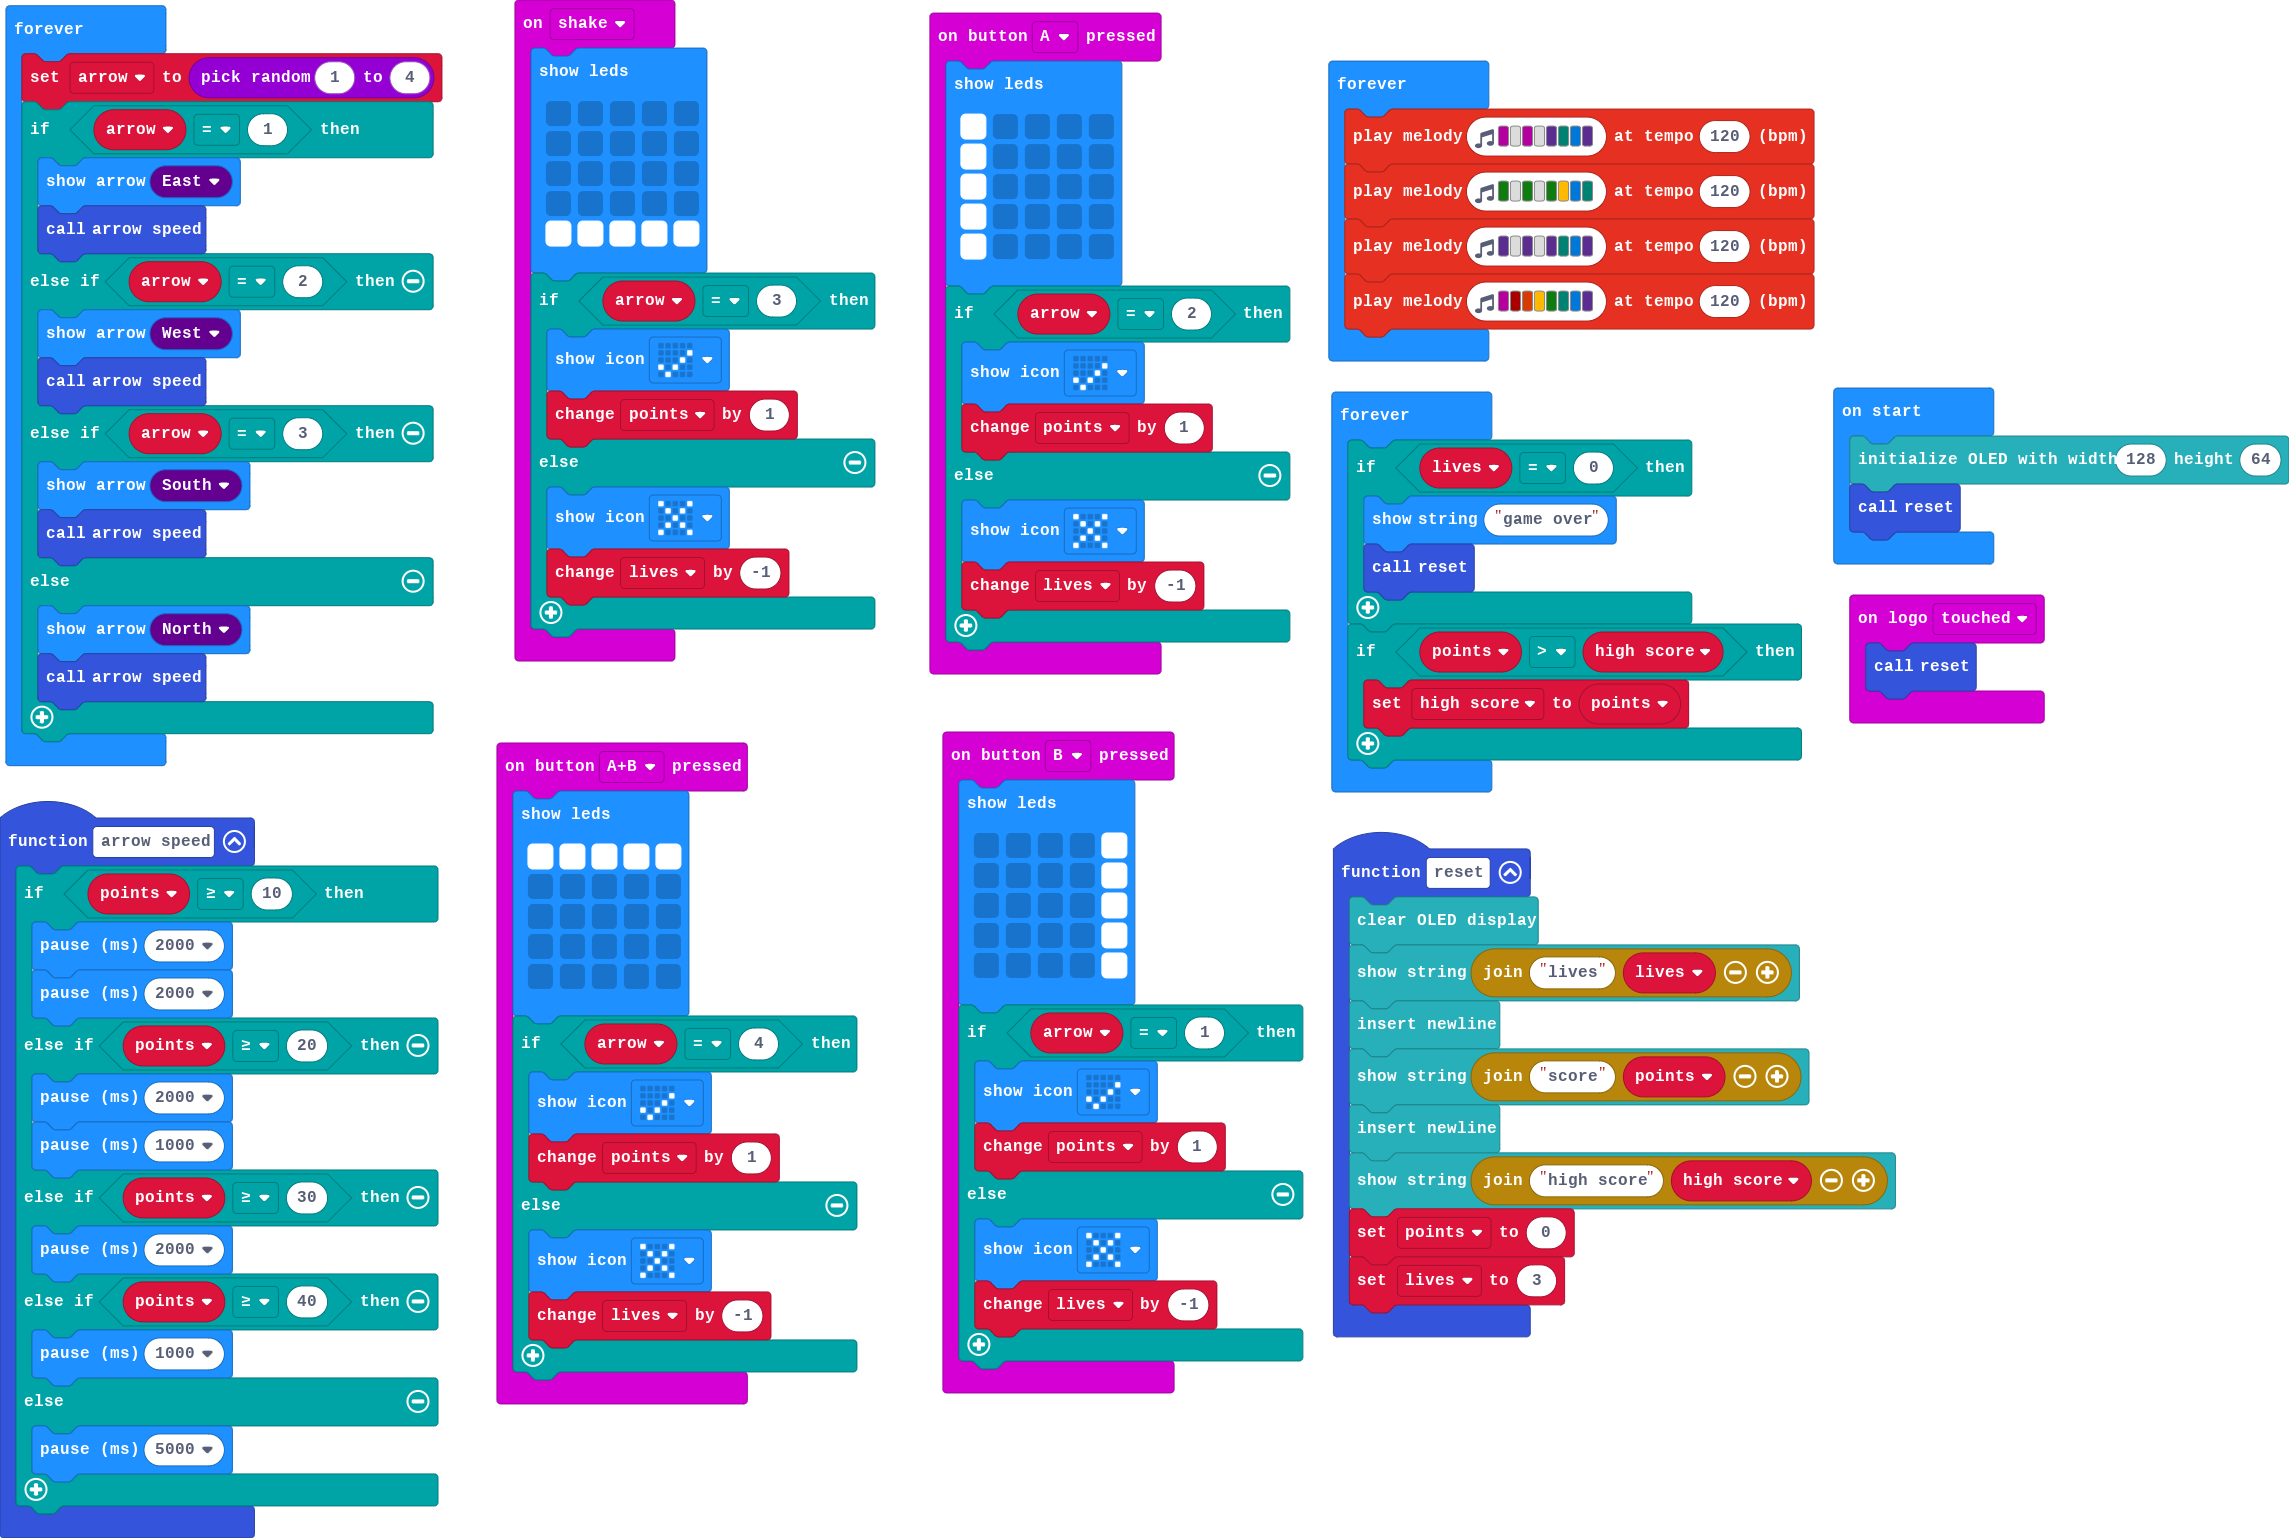 forever
set arrow to pick random 1 to 4
if arrow = 1 then
show arrow East
call arrow speed
else if arrow = 2 then
show arrow West
call arrow speed
else if arrow = 3 then
show arrow South
call arrow speed
else
show arrow North
call arrow speed
function arrow speed
if points ≥ 10 then
pause (ms) 2000
pause (ms) 2000
else if points ≥ 20 then
pause (ms) 2000
pause (ms) 1000
else if points ≥ 30 then
pause (ms) 2000
else if points ≥ 40 then
pause (ms) 1000
else
pause (ms) 5000
on shake
show leds
if arrow = 3 then
show icon
change points by 1
else
show icon
change lives by -1
on button A+B pressed
show leds
if arrow = 4 then
show icon
change points by 1
else
show icon
change lives by -1
on button A pressed
show leds
if arrow = 2 then
show icon
change points by 1
else
show icon
change lives by -1
on button B pressed
show leds
if arrow = 1 then
show icon
change points by 1
else
show icon
change lives by -1
forever
play melody at tempo 120 (bpm)
play melody at tempo 120 (bpm)
play melody at tempo 120 (bpm)
play melody at tempo 120 (bpm)
forever
if lives = 0 then
show string "game over"
call reset
if points > high score then
set high score to points
function reset
clear OLED display
show string join "lives" lives
insert newline
show string join "score" points
insert newline
show string join "high score" high score
set points to 0
set lives to 3
on start
initialize OLED with width 128 height 64
call reset
on logo touched
call reset